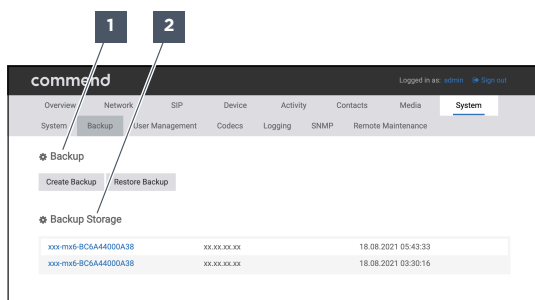 1 2
commend Logged in as: admin Sign out
Overview Network SIP Device Activity Contacts Media System
System Backup User Management Codecs Logging SNMP Remote Maintenance
Backup
Create Backup Restore Backup
Backup Storage
xxx-mx6-BC6A44000A38 xx.xx.xx.xx 18.08.2021 05:43:33
xxx-mx6-BC6A44000A38 xx.xx.xx.xx 18.08.2021 03:30:16